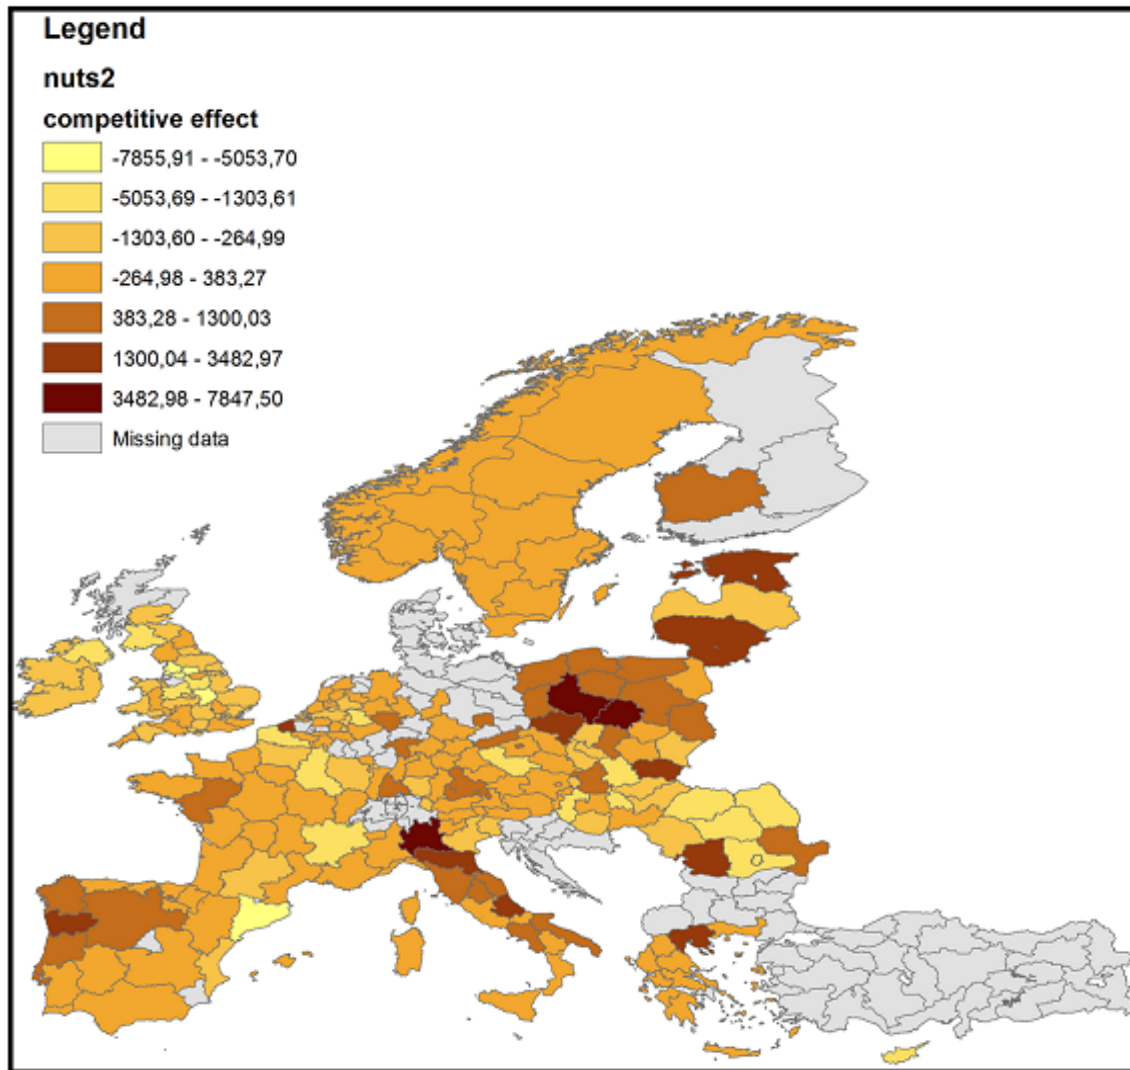 Legend
nuts2
competitive effect
-7855,91 - -5053,70
-5053,69 - -1303,61
-1303,60 - -264,99
-264,98 - 383,27
383,28 - 1300,03
1300,04 - 3482,97
3482,98 - 7847,50
Missing data